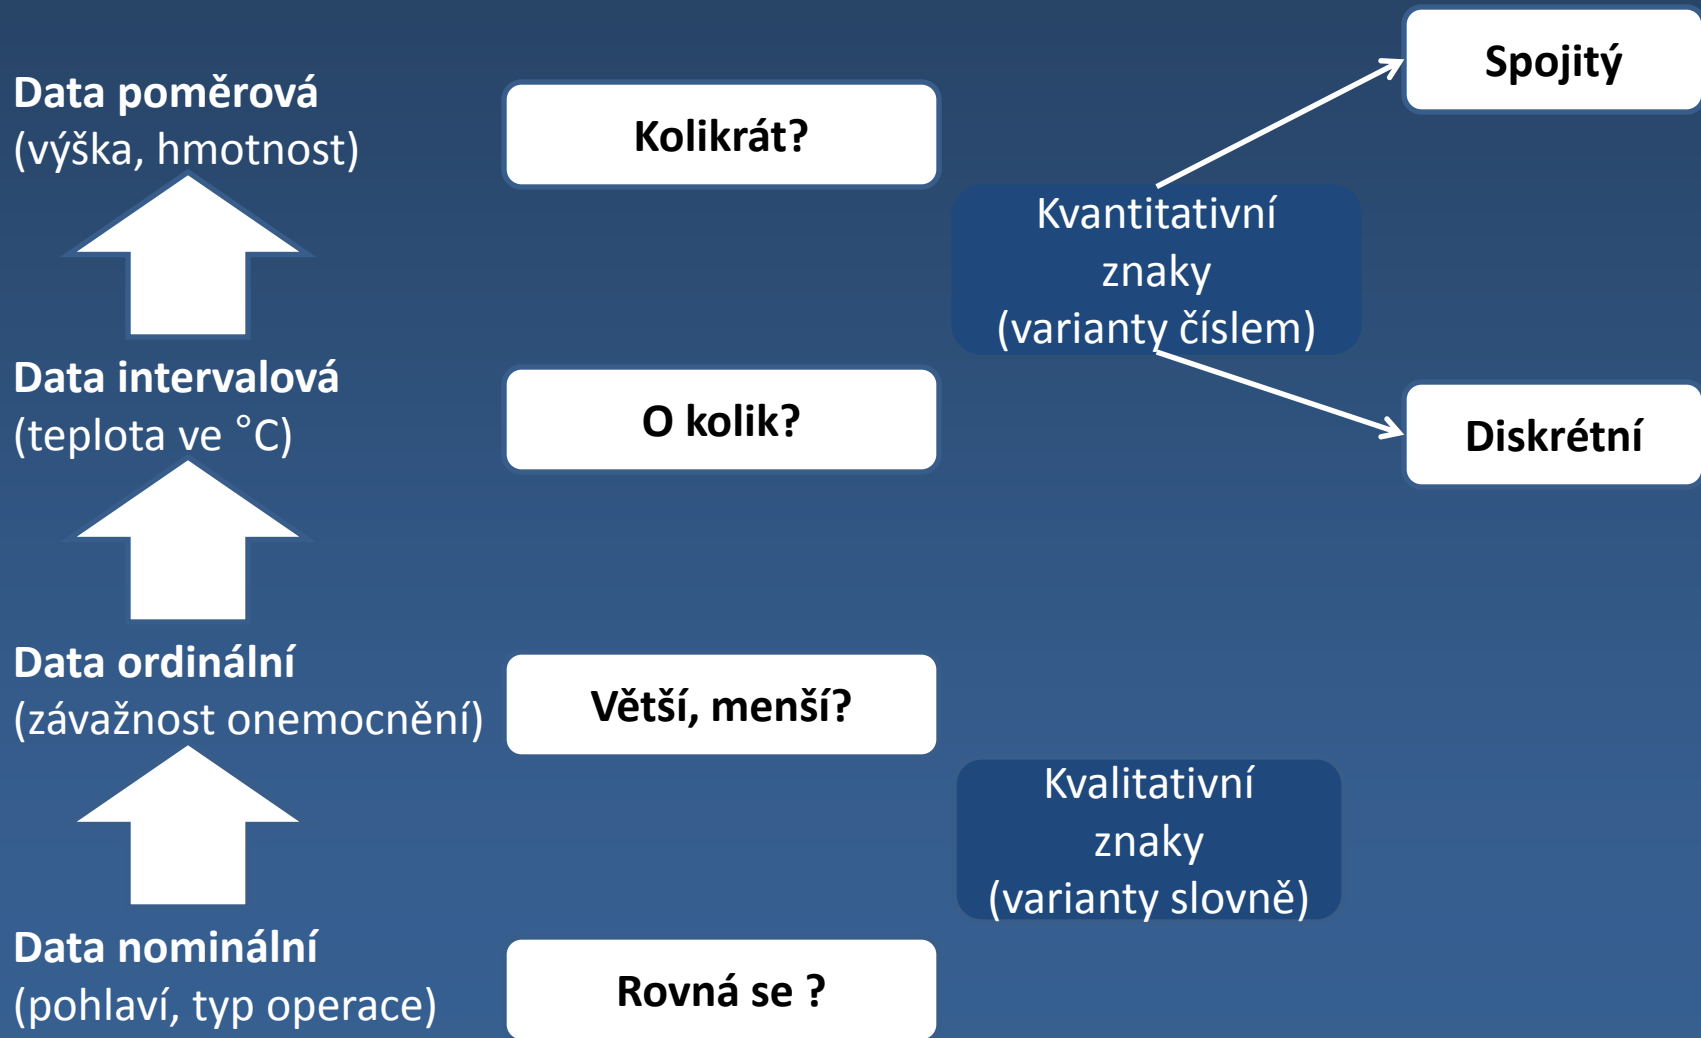 Data poměrová
(výška, hmotnost)
Kolikrát?
Spojitý
Kvantitativní
znaky
(varianty číslem)
Data intervalová
(teplota ve °C)
O kolik?
Diskrétní
Data ordinální
(závažnost onemocnění)
Větší, menší?
Kvalitativní
znaky
(varianty slovně)
Data nominální
(pohlaví, typ operace)
Rovná se ?